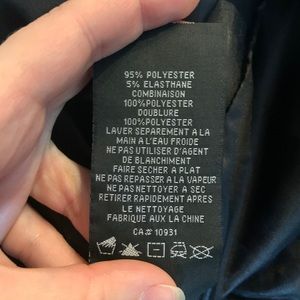 95% POLYESTER
5% ELASTHANE
COMBINAISON
100%POLYESTER
DOUBLURE
100%POLYESTER
LAVER SEPAREMENT A LA
MAIN A L'EAU FROIDE
NE PAS UTILISER D'AGENT
DE BLANCHIMENT
FAIRE SECHER A PLAT
NE PAS REPASSER A LA VAPEUR
NE PAS NETTOYER A SEC
RETIRER RAPIDEMENT APRES
LE NETTOYAGE
FABRIQUE AUX LA CHINE
CA# 10931